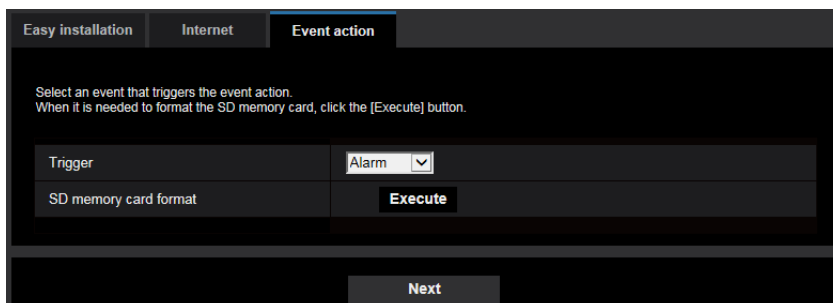 Easy installation Internet Event action
Select an event that triggers the event action.
When it is needed to format the SD memory card, click the [Execute] button.
Trigger Alarm
SD memory card format Execute
Next